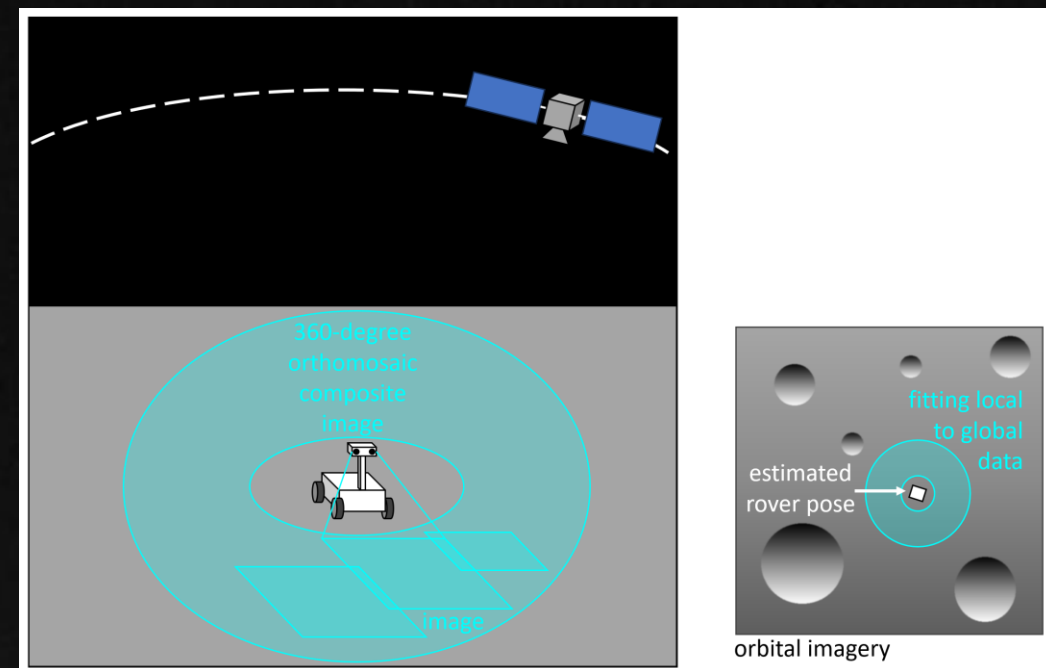 360-degree
orthomosaic
composite
image
image
fitting local
to global
data
estimated
rover pose
orbital imagery